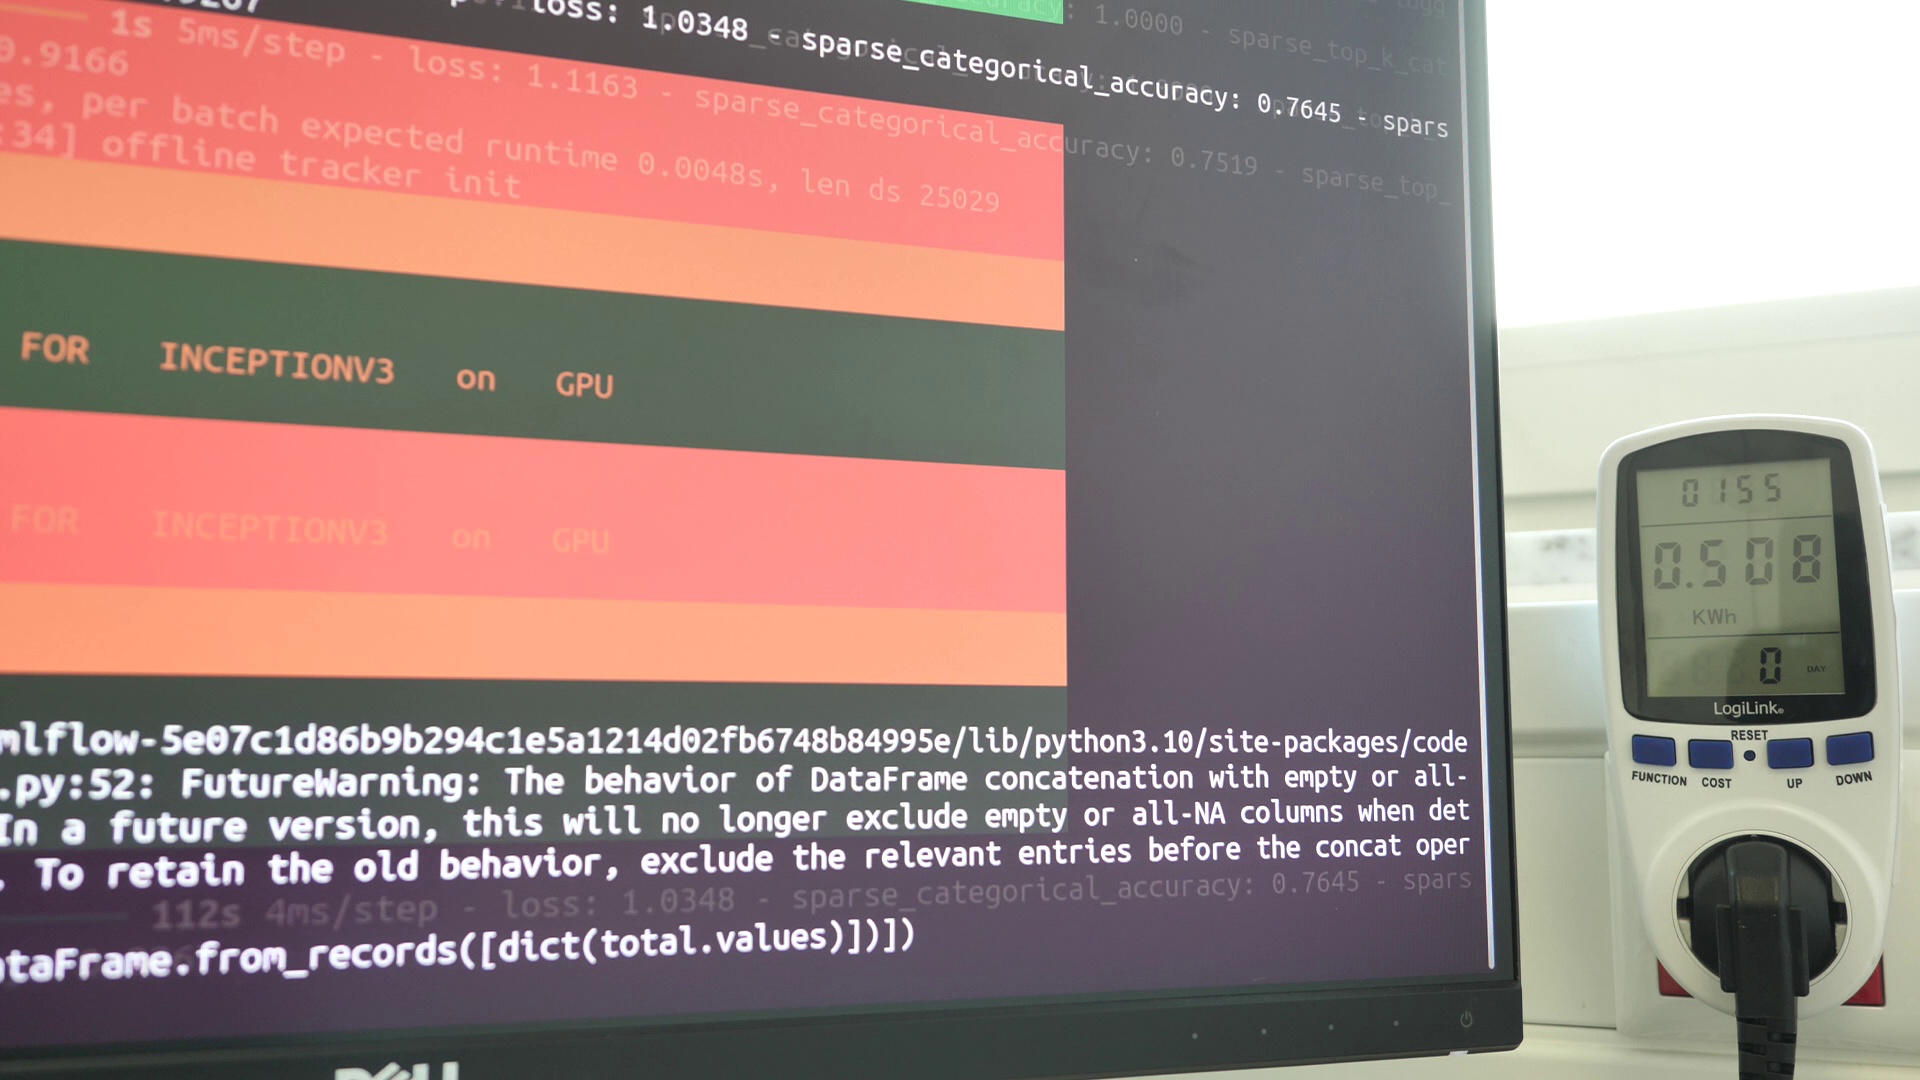 loss: 1.0348 - sparse_categorical_accuracy: 0.7645 - spars
1.0000 - sparse_top_k_cat
1s 5ms/step - loss: 1.1163 - sparse_categorical_accuracy: 0.7519 - sparse_top_
0.9166
es, per batch expected runtime 0.0048s, len ds 25029
:34] offline tracker init
FOR INCEPTIONV3 on GPU
FOR INCEPTIONV3 on GPU
mlflow-5e07c1d86b9b294c1e5a1214d02fb6748b84995e/lib/python3.10/site-packages/code
.py:52: FutureWarning: The behavior of DataFrame concatenation with empty or all-
In a future version, this will no longer exclude empty or all-NA columns when det
. To retain the old behavior, exclude the relevant entries before the concat oper
112s 4ms/step - loss: 1.0348 - sparse_categorical_accuracy: 0.7645 - spars
ataFrame.from_records([dict(total.values)])])
DELL
0155
0.508
KWh
0 DAY
LogiLink
RESET
FUNCTION COST UP DOWN